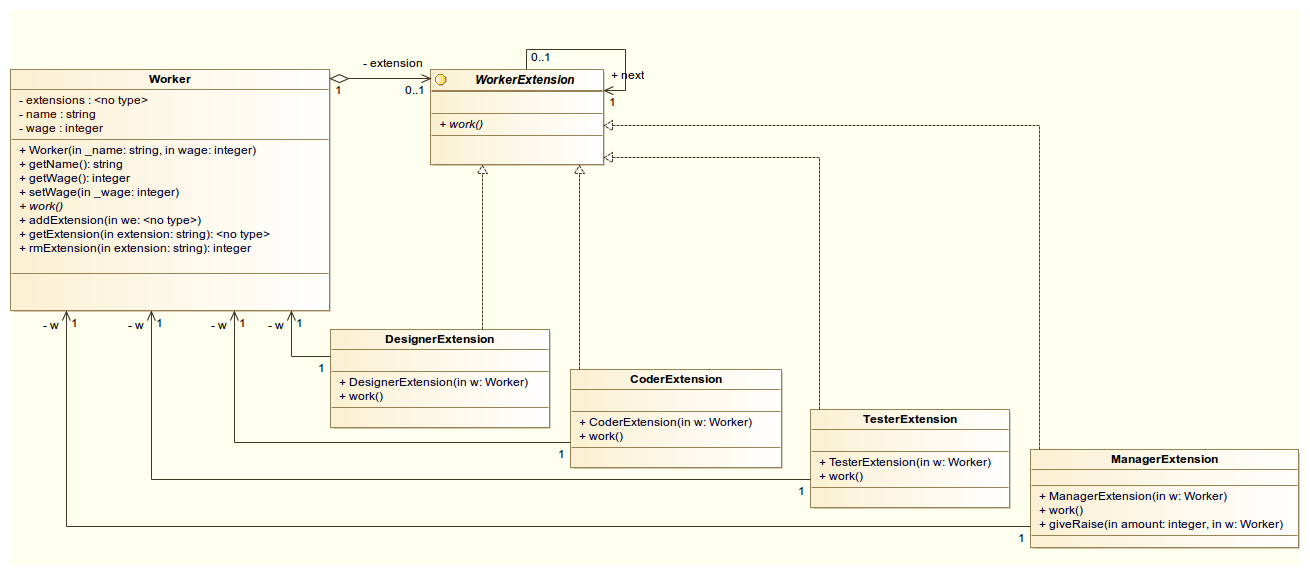 Worker
- extensions : <no type>
- name : string
- wage : integer
+ Worker(in _name: string, in wage: integer)
+ getName(): string
+ getWage(): integer
+ setWage(in _wage: integer)
+ work()
+ addExtension(in we: <no type>)
+ getExtension(in extension: string): <no type>
+ rmExtension(in extension: string): integer
- extension
1
0..1
WorkerExtension
+ work()
0..1
+ next
1
- w 1
- w 1
- w 1
- w 1
DesignerExtension
+ DesignerExtension(in w: Worker)
+ work()
1
CoderExtension
+ CoderExtension(in w: Worker)
+ work()
1
TesterExtension
+ TesterExtension(in w: Worker)
+ work()
1
ManagerExtension
+ ManagerExtension(in w: Worker)
+ work()
+ giveRaise(in amount: integer, in w: Worker)
1